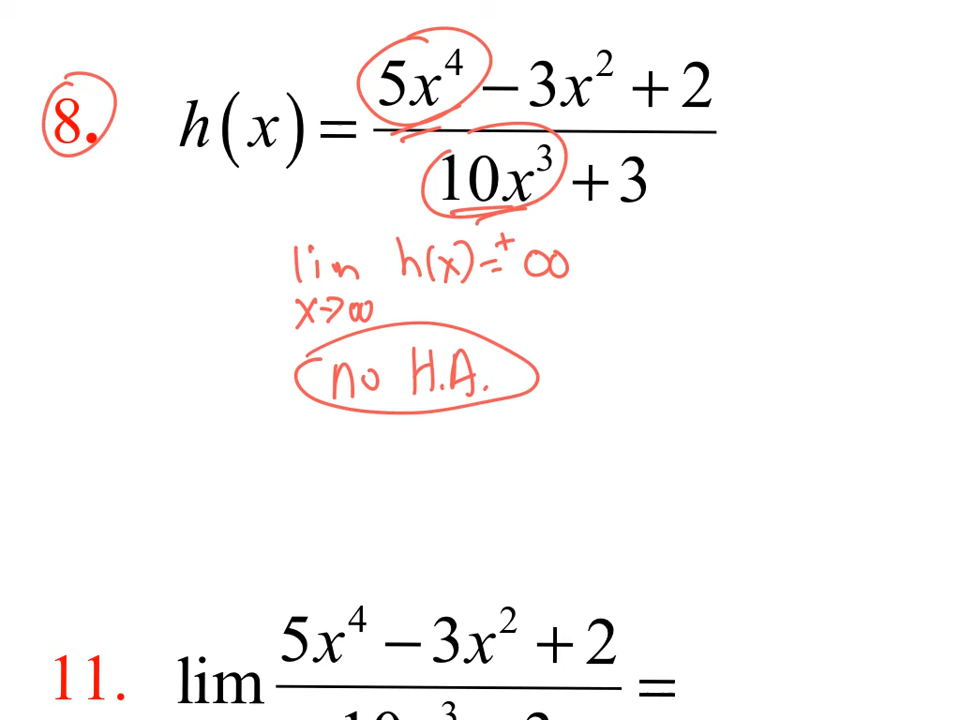 8. h(x) = (5x⁴ − 3x² + 2) / (10x³ + 3)
lim h(x) = +∞
x→∞
no H.A.
11. lim (5x⁴ − 3x² + 2) / =